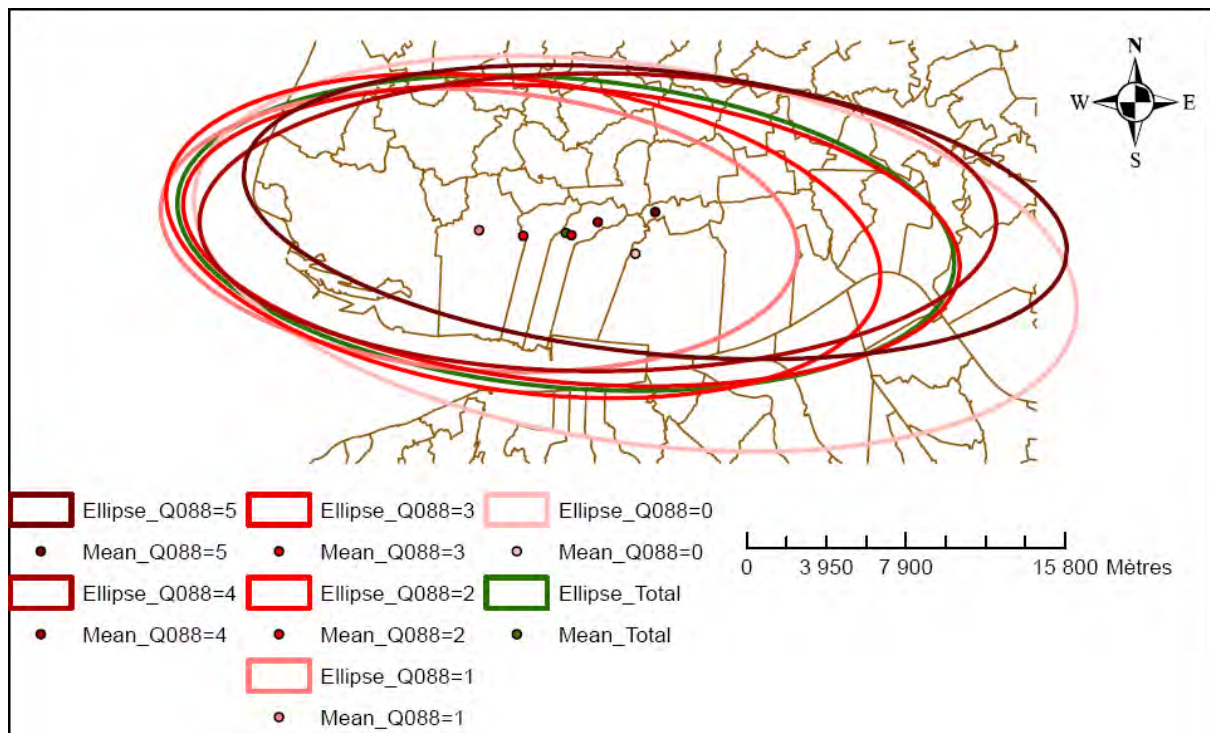 N
W E
S
Ellipse_Q088=5 Ellipse_Q088=3 Ellipse_Q088=0
Mean_Q088=5 Mean_Q088=3 Mean_Q088=0
Ellipse_Q088=4 Ellipse_Q088=2 Ellipse_Total
Mean_Q088=4 Mean_Q088=2 Mean_Total
Ellipse_Q088=1
Mean_Q088=1
0 3 950 7 900 15 800 Mètres